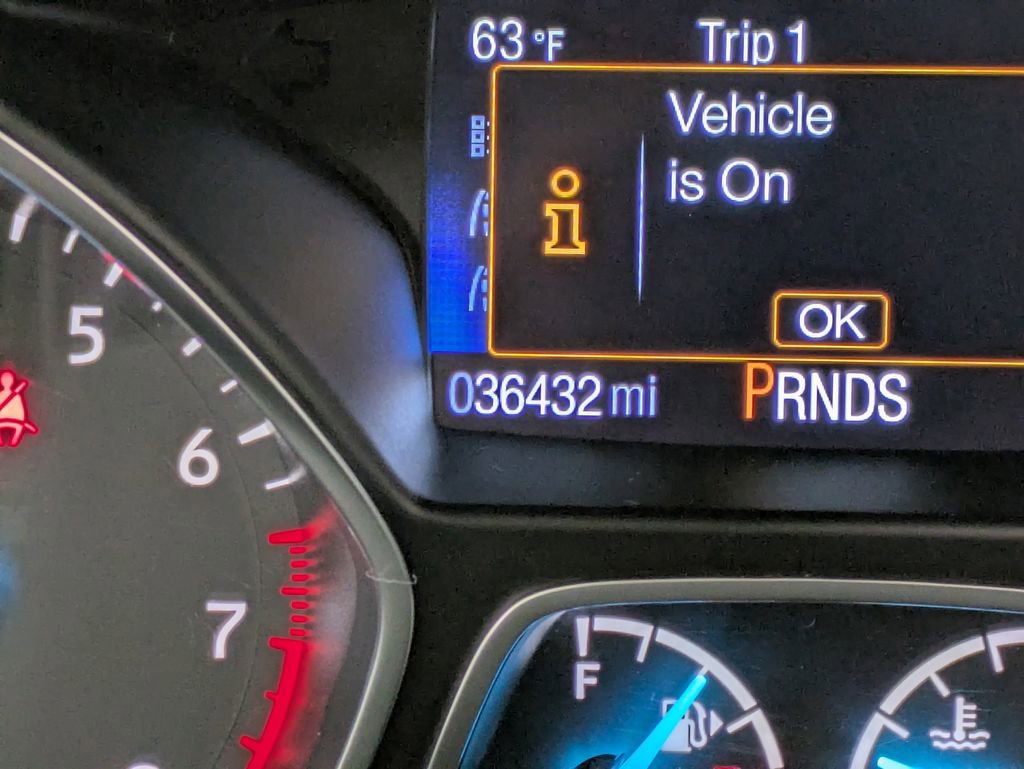 63 °F Trip 1
Vehicle
is On
OK
036432 mi PRNDS
5
6
7
F